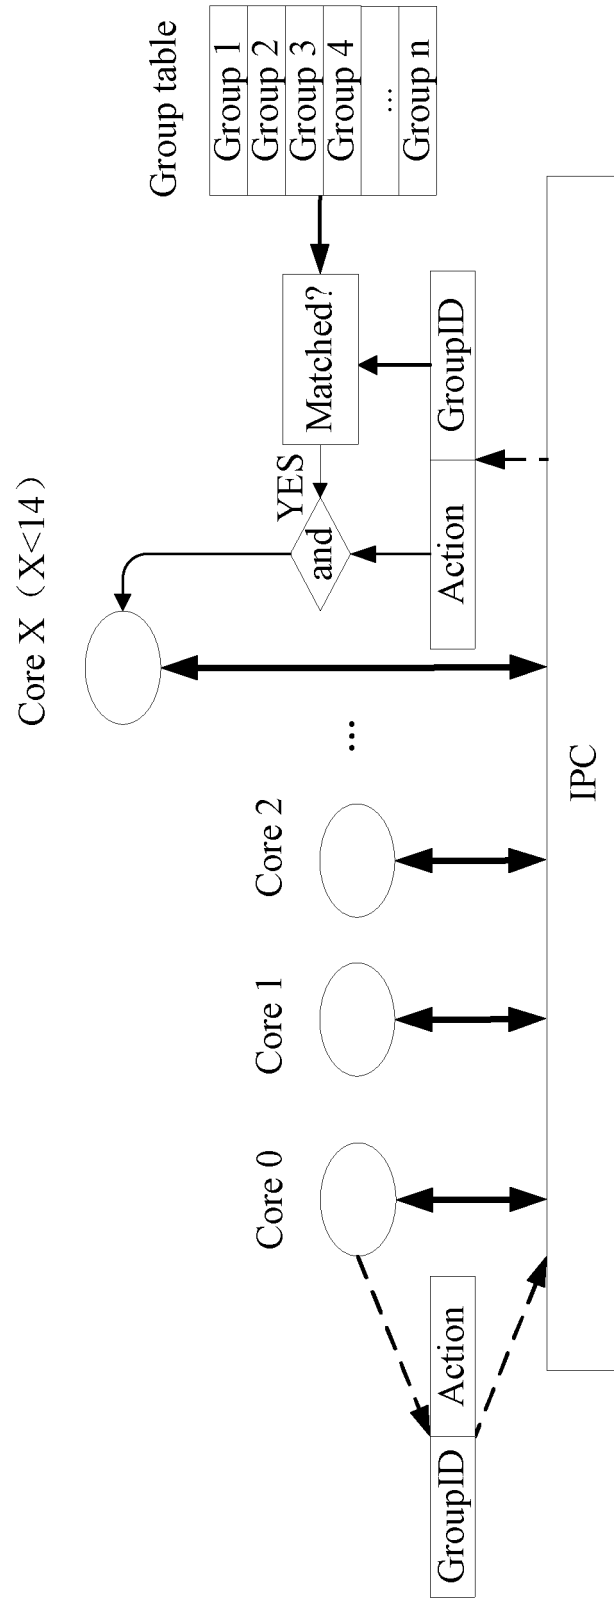 Core X（X<14）
Group table
Group 1
Group 2
Group 3
Group 4
...
Group n
Matched?
YES
and
Action
GroupID
Core 0
Core 1
Core 2
...
GroupID
Action
IPC